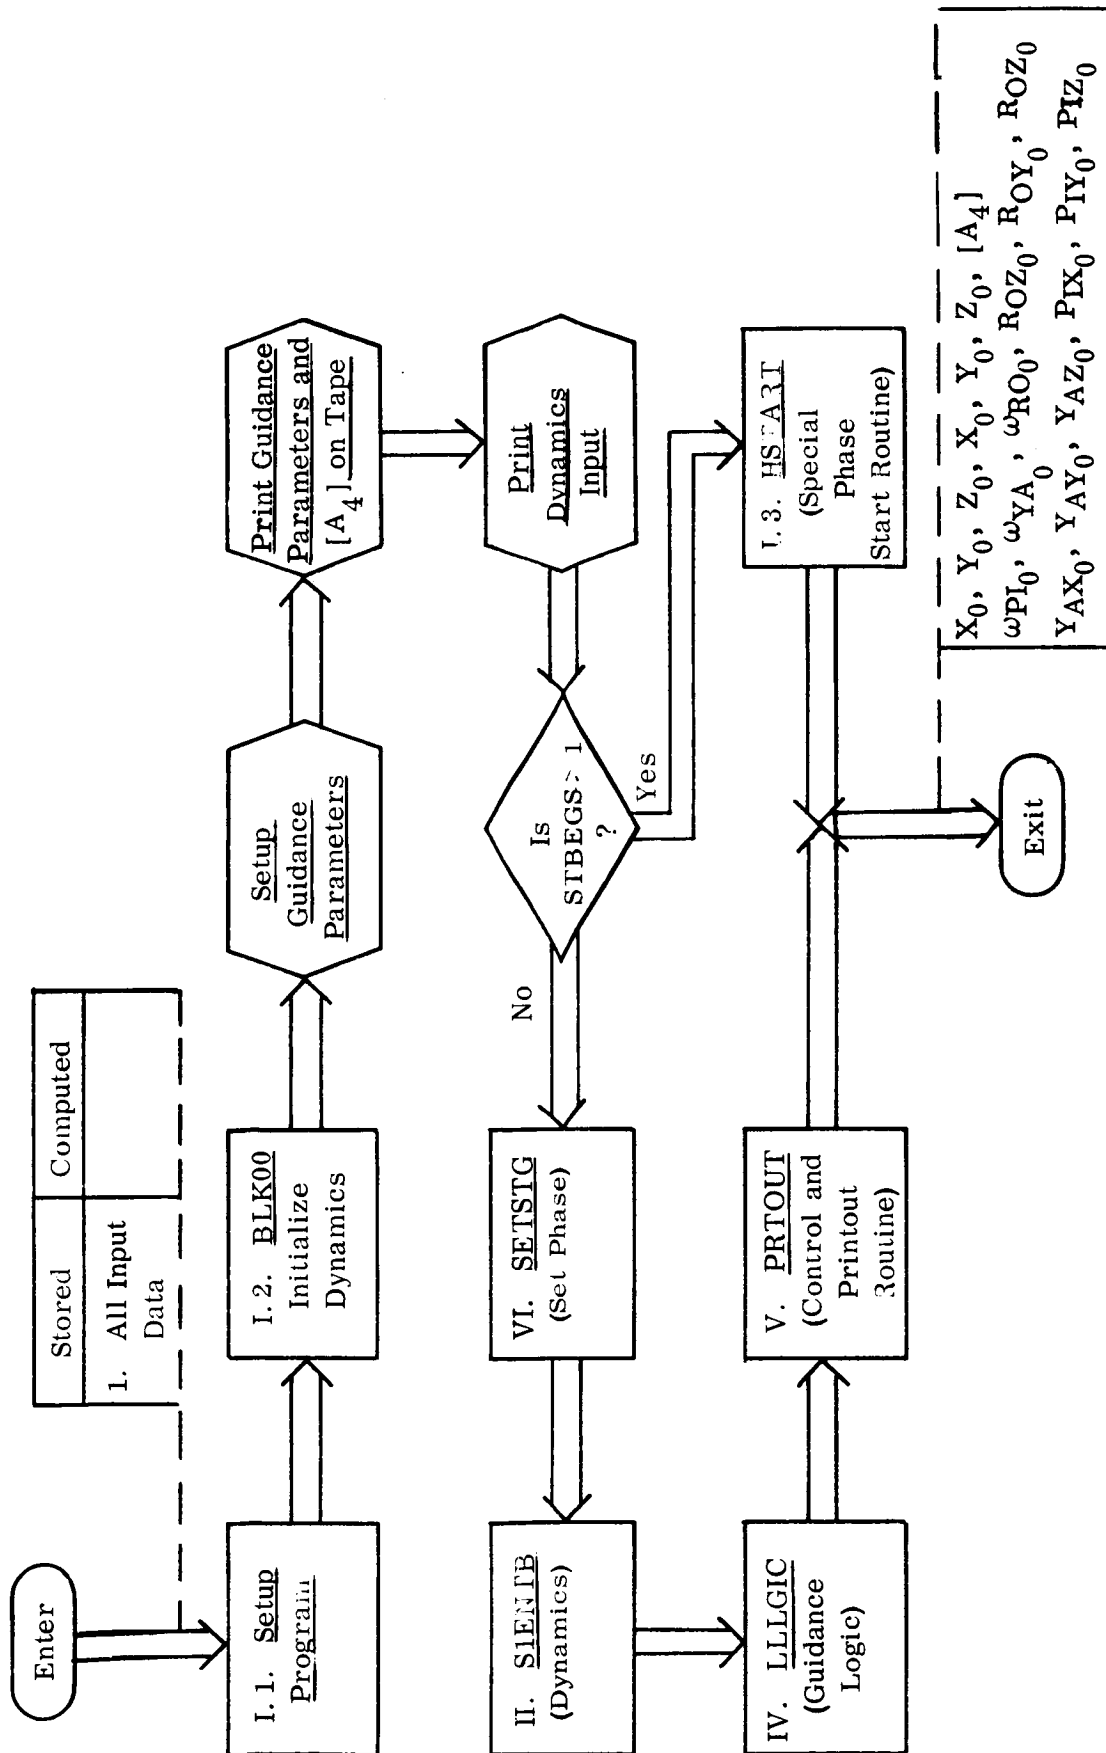 Enter
Stored Computed
1. All Input
Data
I.1. Setup
Program
I.2. BLK00
Initialize
Dynamics
Setup
Guidance
Parameters
Print Guidance
Parameters and
[A₄] on Tape
Print
Dynamics
Input
Is
STBEGS > 1
?
No
Yes
VI. SETSTG
(Set Phase)
II. S1ENTB
(Dynamics)
IV. LLLGIC
(Guidance
Logic)
V. PRTOUT
(Control and
Printout
Routine)
I.3. HSTART
(Special
Phase
Start Routine)
Exit
X₀, Y₀, Z₀, X₀, Y₀, Z₀, [A₄]
ωPI₀, ωYA₀, ωRO₀, ROZ₀, ROY₀, ROZ₀
YAX₀, YAY₀, YAZ₀, PIX₀, PIY₀, PIZ₀